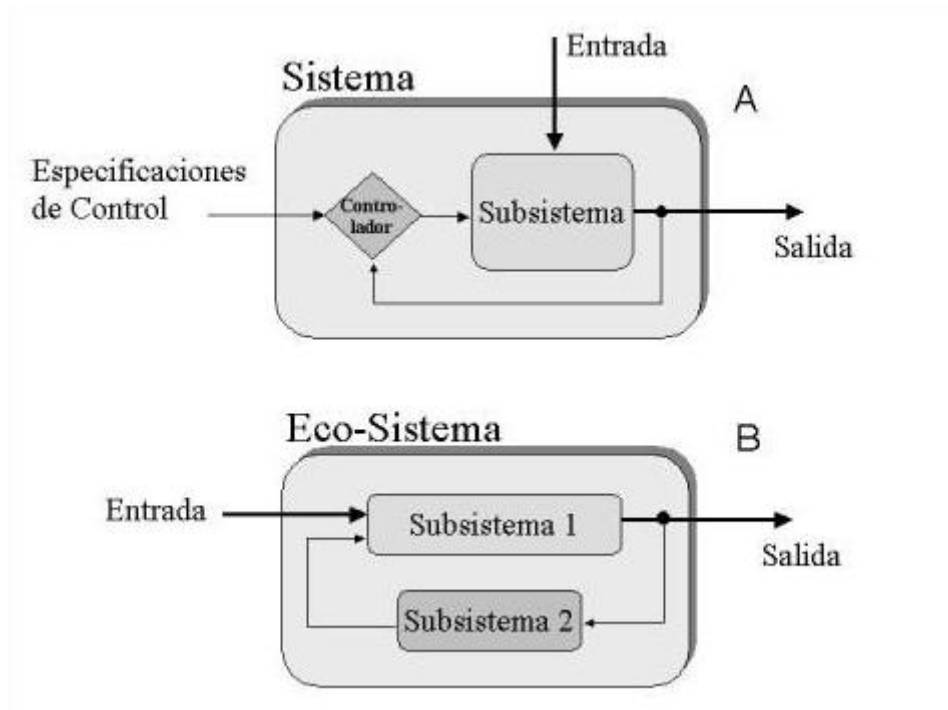 Entrada
Sistema
A
Especificaciones
de Control
Contro-
lador
Subsistema
Salida
Eco-Sistema
B
Entrada
Subsistema 1
Salida
Subsistema 2